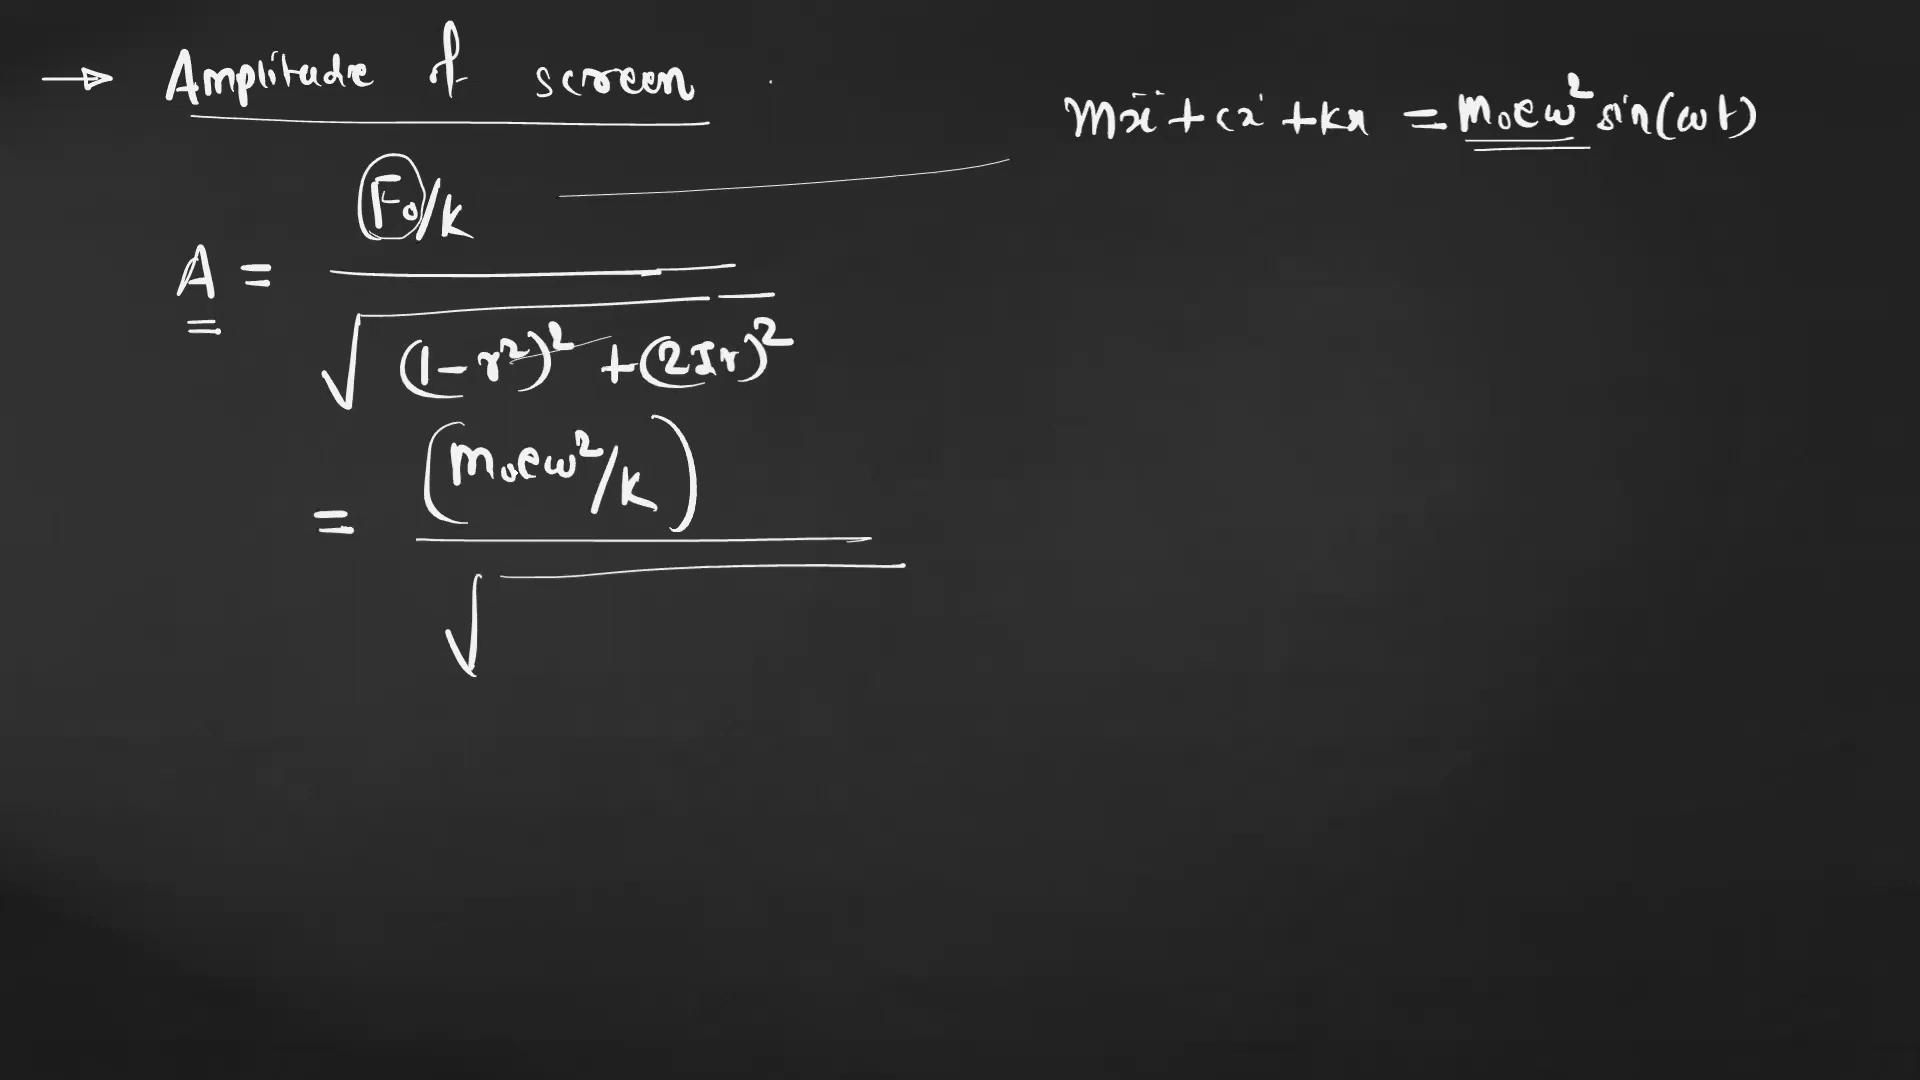 → Amplitude of screen
mẍ + cẋ + kx = m₀eω² sin(ωt)
F₀/k
A =
√(1-r²)² + (2ξr)²
(m₀eω²/k)
=
√